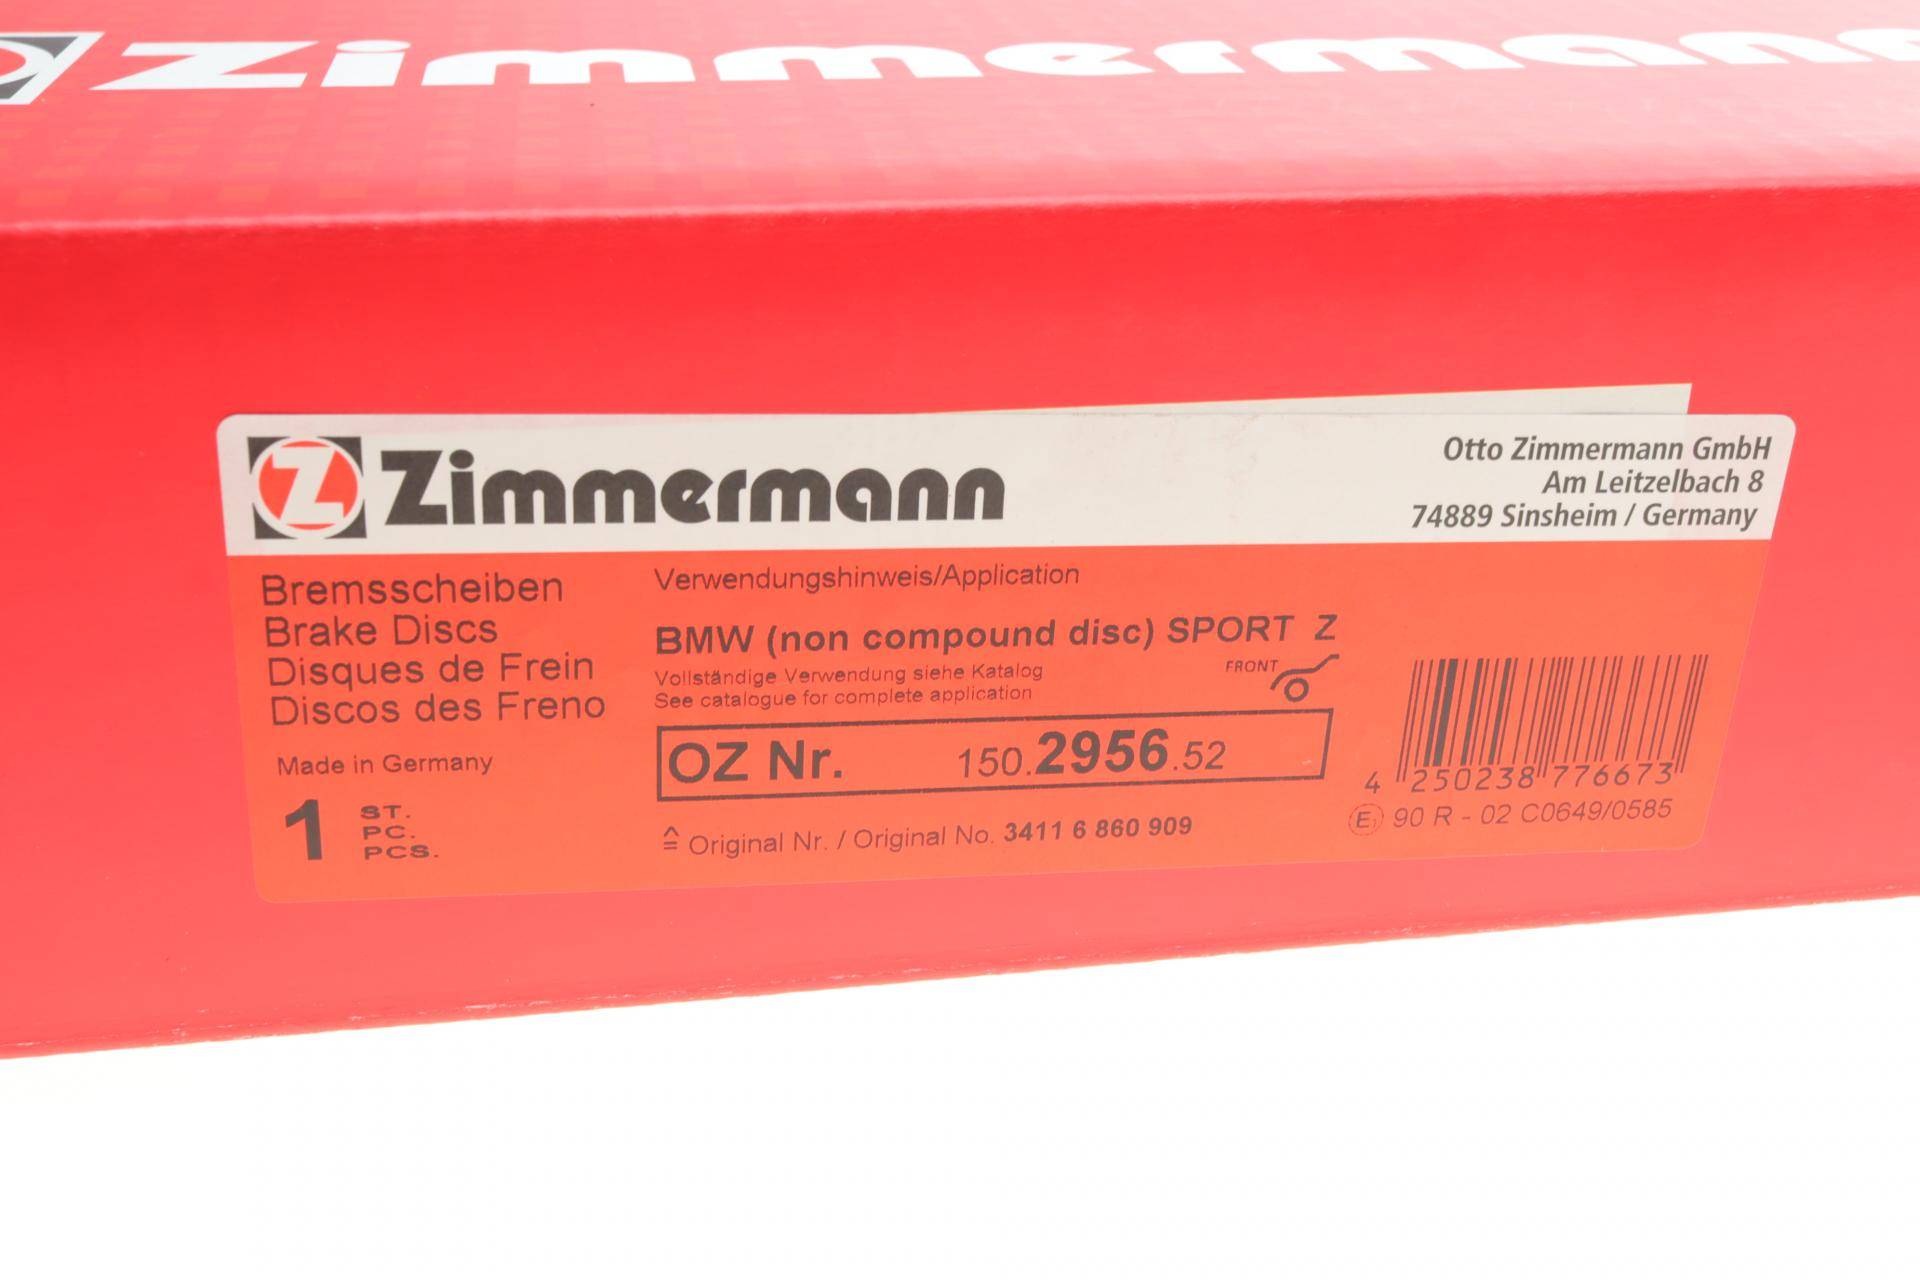 Zimmermann
Z Zimmermann
Otto Zimmermann GmbH
Am Leitzelbach 8
74889 Sinsheim / Germany
Bremsscheiben
Brake Discs
Disques de Frein
Discos des Freno
Made in Germany
1 ST.
PC.
PCS.
Verwendungshinweis/Application
BMW (non compound disc) SPORT Z
Vollständige Verwendung siehe Katalog
See catalogue for complete application
FRONT
OZ Nr. 150.2956.52
≙ Original Nr. / Original No. 3411 6 860 909
4 250238 776673
E1 90 R - 02 C0649/0585